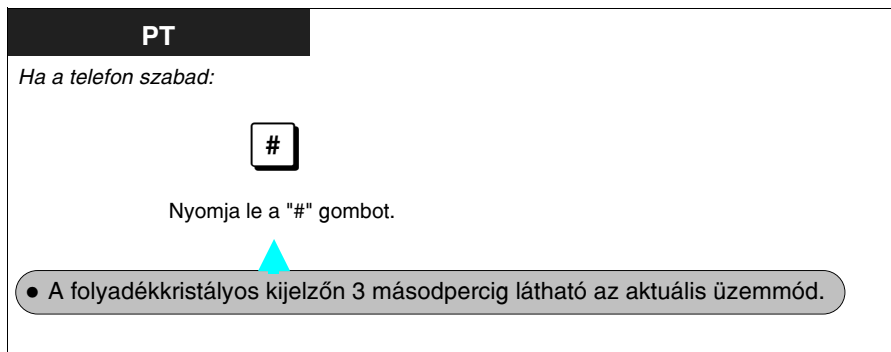 PT
Ha a telefon szabad:
#
Nyomja le a "#" gombot.
● A folyadékkristályos kijelzőn 3 másodpercig látható az aktuális üzemmód.